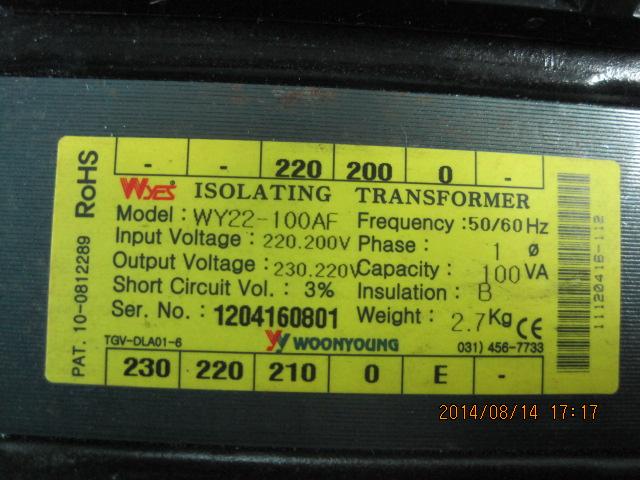 - - 220 200 0 -
WYES ISOLATING TRANSFORMER
Model : WY22-100AF Frequency : 50/60 Hz
Input Voltage : 220.200V Phase : 1 ø
Output Voltage : 230.220V Capacity : 100 VA
Short Circuit Vol. : 3% Insulation : B
Ser. No. : 1204160801 Weight : 2.7 Kg CE
TGV-DLA01-6 WOONYOUNG 031) 456-7733
230 220 210 0 E -
PAT. 10-0812289 RoHS
11120416-112
2014/08/14 17:17